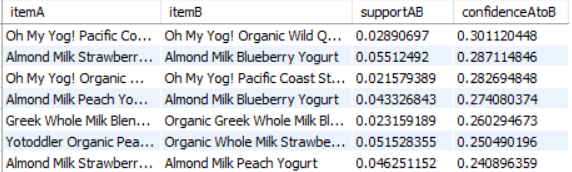 itemA itemB supportAB confidenceAtoB
Oh My Yog! Pacific Co... Oh My Yog! Organic Wild Q... 0.02890697 0.301120448
Almond Milk Strawberr... Almond Milk Blueberry Yogurt 0.05512492 0.287114846
Oh My Yog! Organic ... Oh My Yog! Pacific Coast St... 0.021579389 0.282694848
Almond Milk Peach Yo... Almond Milk Blueberry Yogurt 0.043326843 0.274080374
Greek Whole Milk Blen... Organic Greek Whole Milk Bl... 0.023159189 0.260294673
Yotoddler Organic Pea... Organic Whole Milk Strawbe... 0.051528355 0.250490196
Almond Milk Strawberr... Almond Milk Peach Yogurt 0.046251152 0.240896359